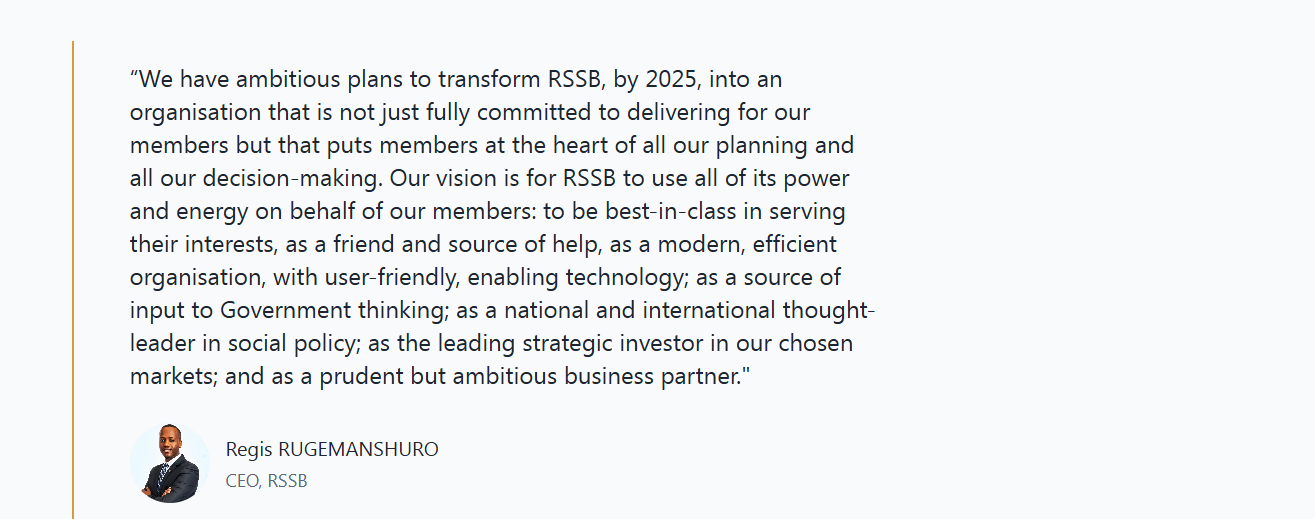 “We have ambitious plans to transform RSSB, by 2025, into an
organisation that is not just fully committed to delivering for our
members but that puts members at the heart of all our planning and
all our decision-making. Our vision is for RSSB to use all of its power
and energy on behalf of our members: to be best-in-class in serving
their interests, as a friend and source of help, as a modern, efficient
organisation, with user-friendly, enabling technology; as a source of
input to Government thinking; as a national and international thought-
leader in social policy; as the leading strategic investor in our chosen
markets; and as a prudent but ambitious business partner."
Regis RUGEMANSHURO
CEO, RSSB